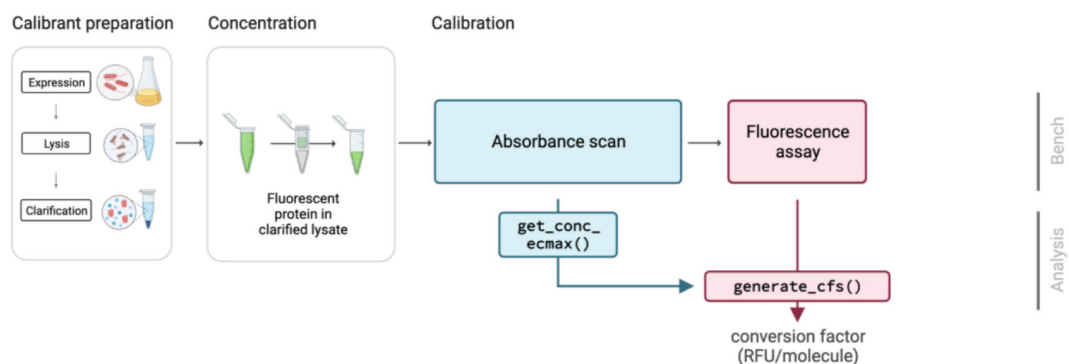 Calibrant preparation
Concentration
Calibration
Expression
Lysis
Clarification
Fluorescent
protein in
clarified lysate
Absorbance scan
Fluorescence
assay
get_conc_
ecmax()
generate_cfs()
conversion factor
(RFU/molecule)
Bench
Analysis